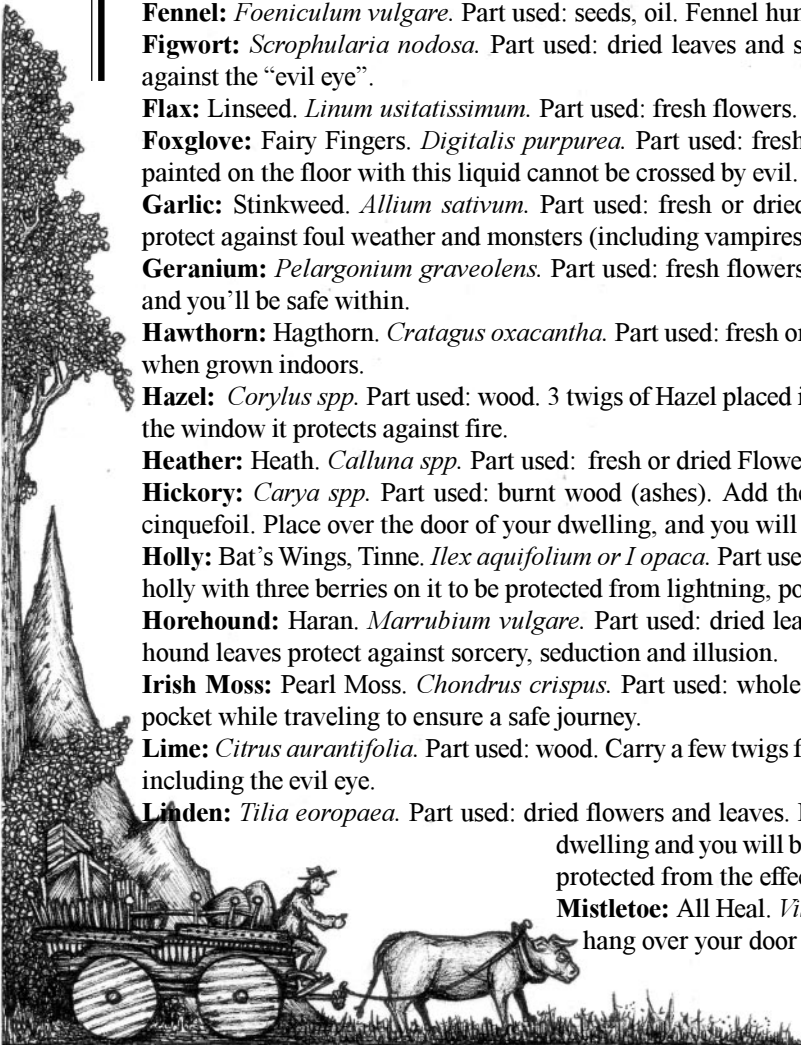 Fennel: Foeniculum vulgare. Part used: seeds, oil. Fennel hun
Figwort: Scrophularia nodosa. Part used: dried leaves and s
against the “evil eye”.
Flax: Linseed. Linum usitatissimum. Part used: fresh flowers.
Foxglove: Fairy Fingers. Digitalis purpurea. Part used: fresh
painted on the floor with this liquid cannot be crossed by evil.
Garlic: Stinkweed. Allium sativum. Part used: fresh or dried
protect against foul weather and monsters (including vampires
Geranium: Pelargonium graveolens. Part used: fresh flowers
and you’ll be safe within.
Hawthorn: Hagthorn. Cratagus oxacantha. Part used: fresh or
when grown indoors.
Hazel: Corylus spp. Part used: wood. 3 twigs of Hazel placed i
the window it protects against fire.
Heather: Heath. Calluna spp. Part used: fresh or dried Flowe
Hickory: Carya spp. Part used: burnt wood (ashes). Add the
cinquefoil. Place over the door of your dwelling, and you will
Holly: Bat’s Wings, Tinne. Ilex aquifolium or I opaca. Part use
holly with three berries on it to be protected from lightning, po
Horehound: Haran. Marrubium vulgare. Part used: dried lea
hound leaves protect against sorcery, seduction and illusion.
Irish Moss: Pearl Moss. Chondrus crispus. Part used: whole
pocket while traveling to ensure a safe journey.
Lime: Citrus aurantifolia. Part used: wood. Carry a few twigs f
including the evil eye.
Linden: Tilia eoropaea. Part used: dried flowers and leaves.
dwelling and you will b
protected from the effe
Mistletoe: All Heal. Vi
hang over your door